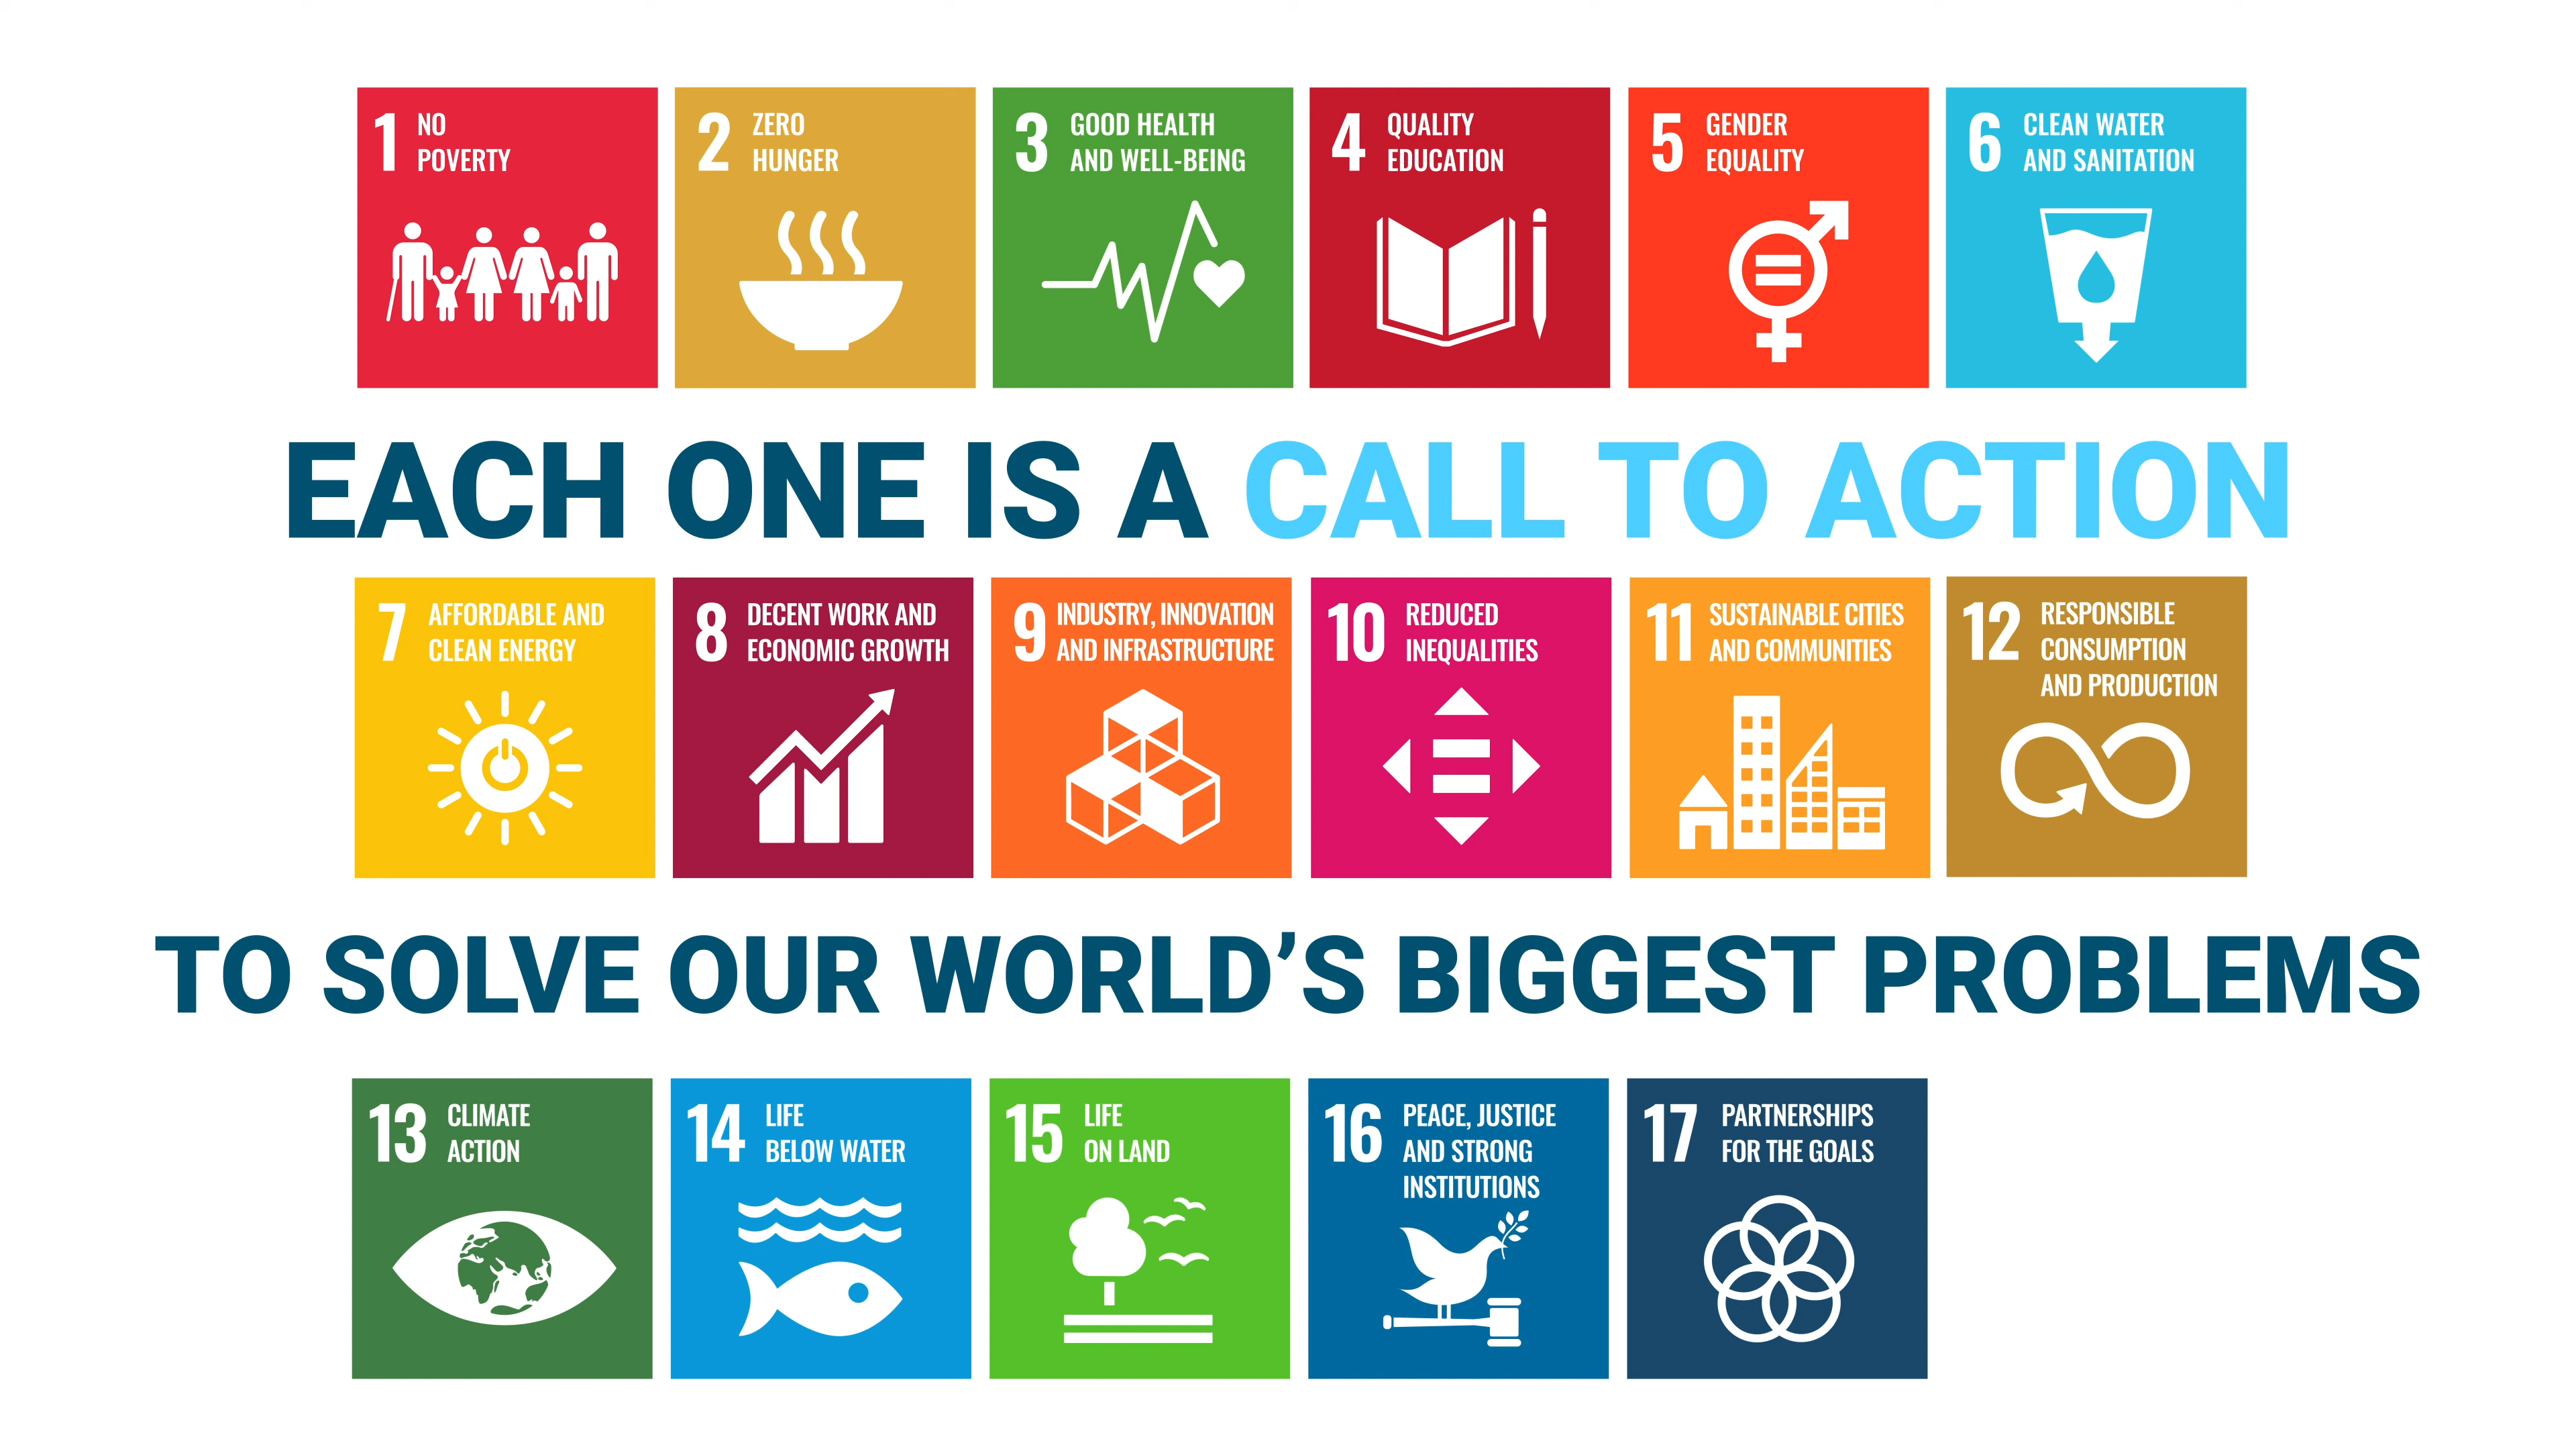 1 NO
POVERTY
2 ZERO
HUNGER
3 GOOD HEALTH
AND WELL-BEING
4 QUALITY
EDUCATION
5 GENDER
EQUALITY
6 CLEAN WATER
AND SANITATION
EACH ONE IS A CALL TO ACTION
7 AFFORDABLE AND
CLEAN ENERGY
8 DECENT WORK AND
ECONOMIC GROWTH
9 INDUSTRY, INNOVATION
AND INFRASTRUCTURE
10 REDUCED
INEQUALITIES
11 SUSTAINABLE CITIES
AND COMMUNITIES
12 RESPONSIBLE
CONSUMPTION
AND PRODUCTION
TO SOLVE OUR WORLD’S BIGGEST PROBLEMS
13 CLIMATE
ACTION
14 LIFE
BELOW WATER
15 LIFE
ON LAND
16 PEACE, JUSTICE
AND STRONG
INSTITUTIONS
17 PARTNERSHIPS
FOR THE GOALS